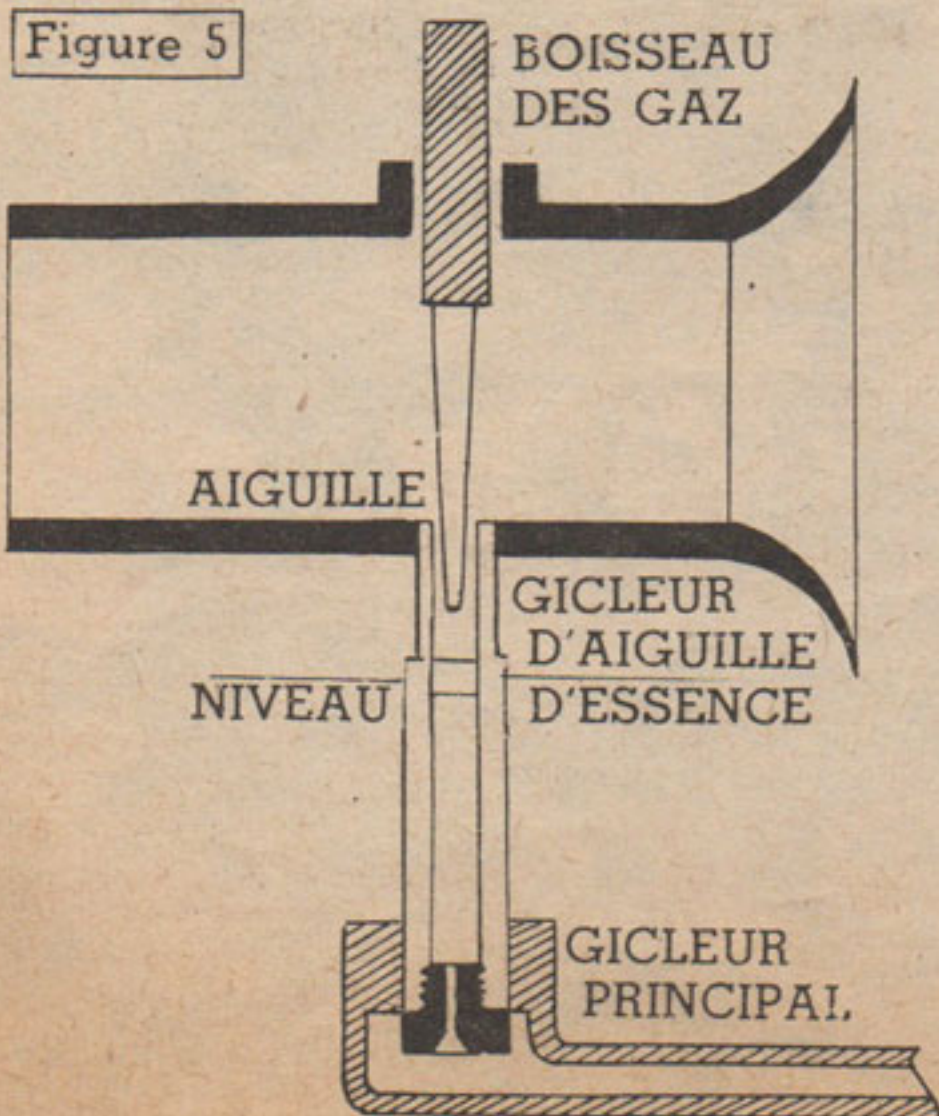 Figure 5
BOISSEAU
DES GAZ
AIGUILLE
GICLEUR
D'AIGUILLE
NIVEAU D'ESSENCE
GICLEUR
PRINCIPAL